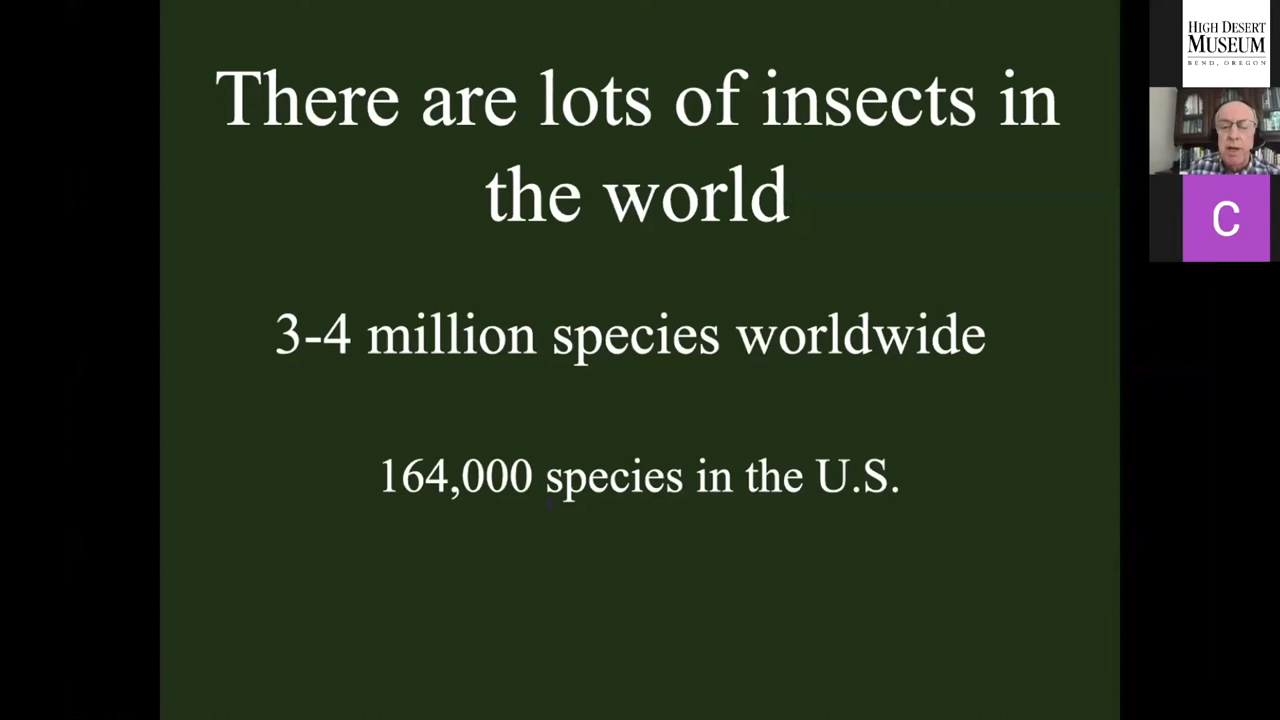 There are lots of insects in
the world
3-4 million species worldwide
164,000 species in the U.S.
HIGH DESERT
MUSEUM
BEND, OREGON
C